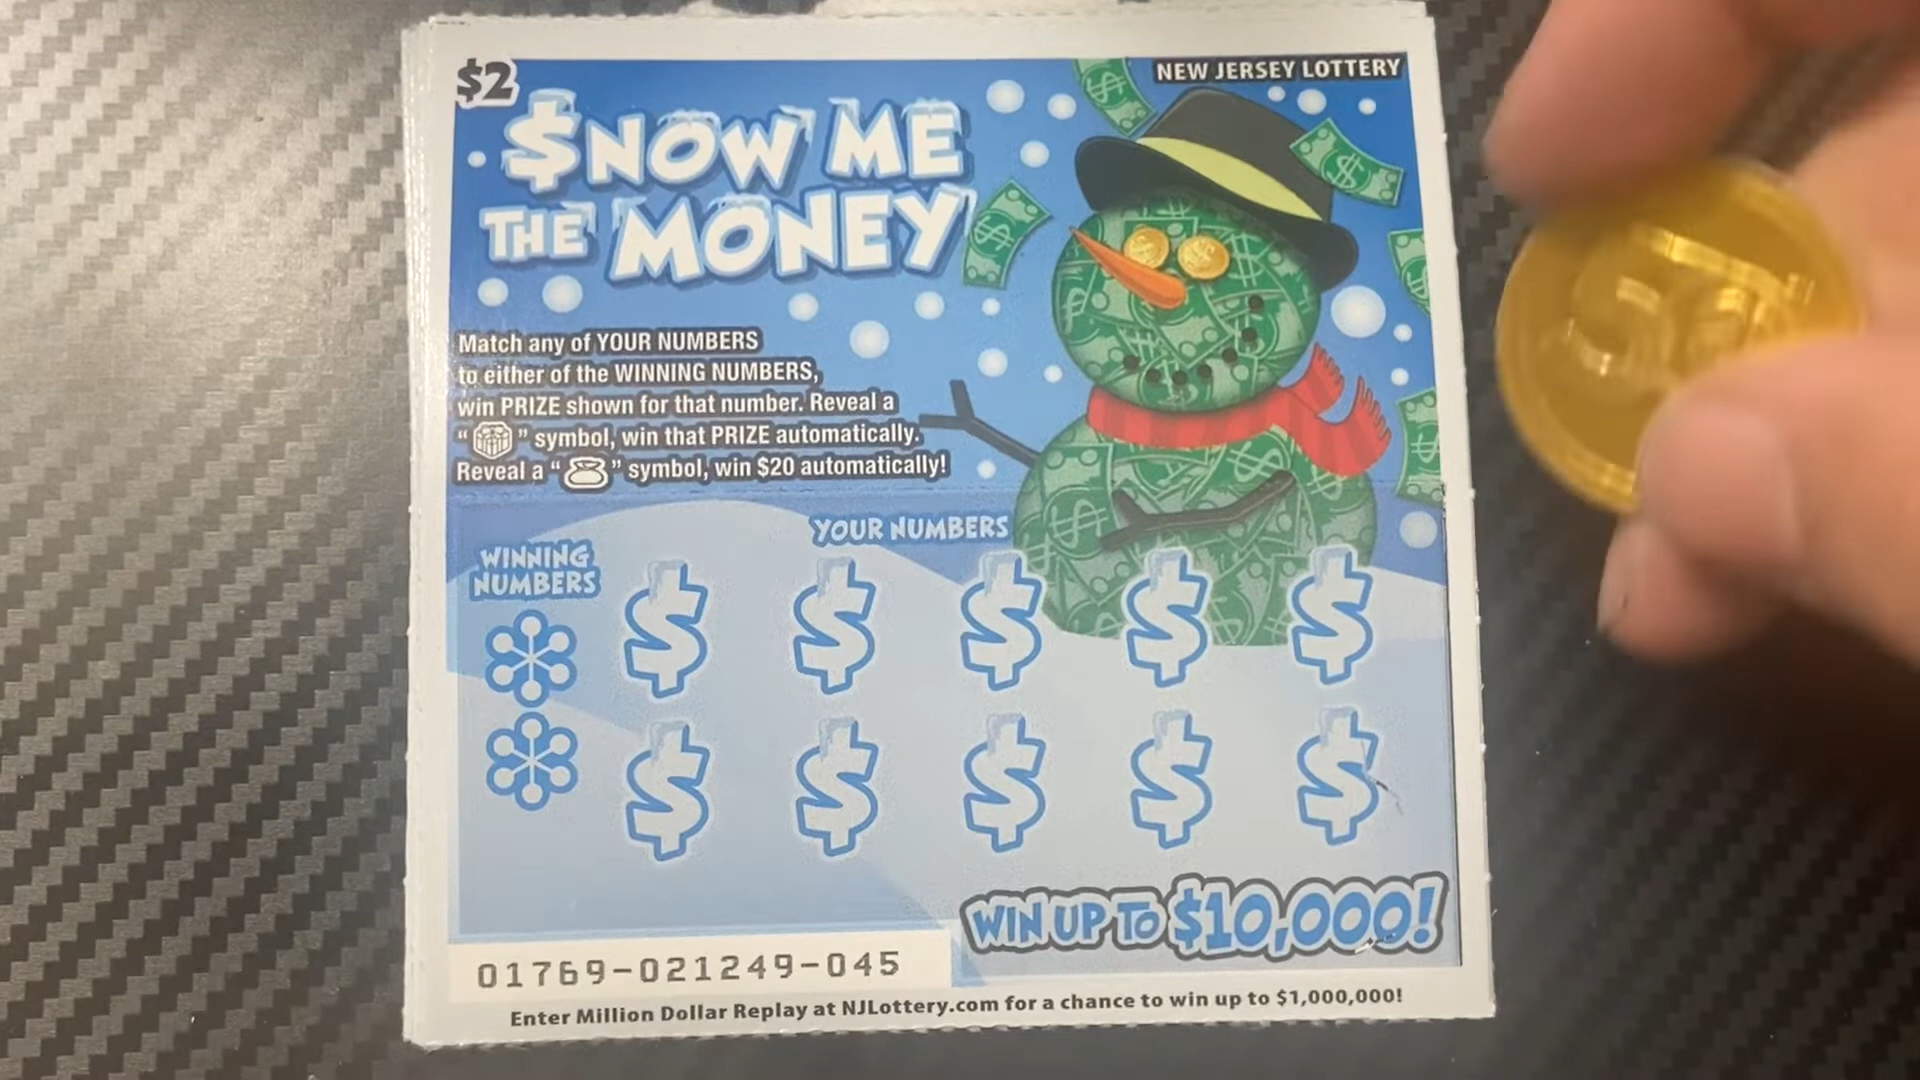 $2
NEW JERSEY LOTTERY
$NOW ME
THE MONEY
Match any of YOUR NUMBERS
to either of the WINNING NUMBERS,
win PRIZE shown for that number. Reveal a
" " symbol, win that PRIZE automatically.
Reveal a " " symbol, win $20 automatically!
YOUR NUMBERS
WINNING
NUMBERS
$ $ $ $ $
$ $ $ $ $
WIN UP TO $10,000!
01769-021249-045
Enter Million Dollar Replay at NJLottery.com for a chance to win up to $1,000,000!